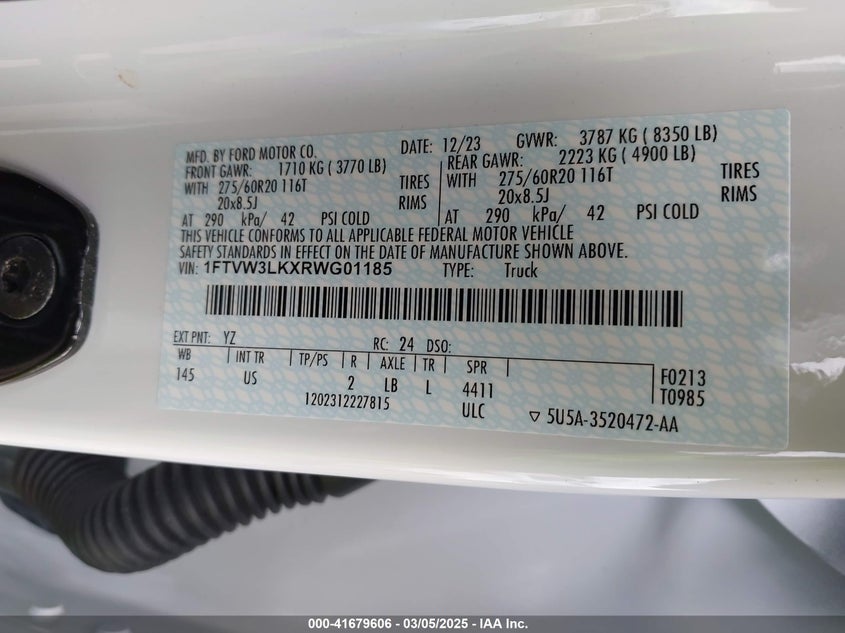 MFD. BY FORD MOTOR CO. DATE: 12/23 GVWR: 3787 KG ( 8350 LB)
FRONT GAWR: 1710 KG ( 3770 LB) REAR GAWR: 2223 KG ( 4900 LB)
WITH 275/60R20 116T TIRES WITH 275/60R20 116T TIRES
20x8.5J RIMS 20x8.5J RIMS
AT 290 kPa/ 42 PSI COLD AT 290 kPa/ 42 PSI COLD
THIS VEHICLE CONFORMS TO ALL APPLICABLE FEDERAL MOTOR VEHICLE
SAFETY STANDARDS IN EFFECT ON THE DATE OF MANUFACTURE SHOWN ABOVE.
VIN: 1FTVW3LKXRWG01185 TYPE: Truck
EXT PNT: YZ RC: 24 DSO:
WB INT TR TP/PS R AXLE TR SPR F0213
145 US 2 LB L 4411 T0985
1202312227815 ULC ▽ 5U5A-3520472-AA
000-41679606 — 03/05/2025 — IAA Inc.